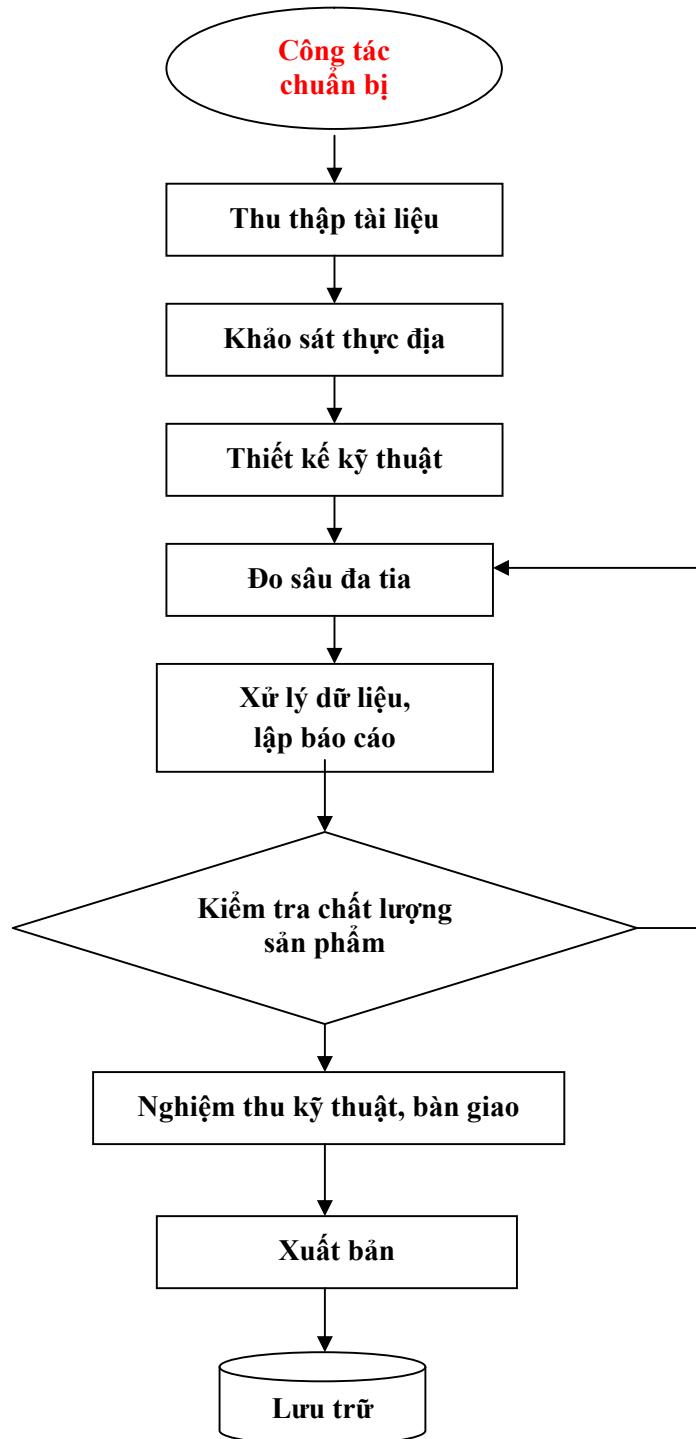 Công tác
chuẩn bị
Thu thập tài liệu
Khảo sát thực địa
Thiết kế kỹ thuật
Đo sâu đa tia
Xử lý dữ liệu,
lập báo cáo
Kiểm tra chất lượng
sản phẩm
Nghiệm thu kỹ thuật, bàn giao
Xuất bản
Lưu trữ